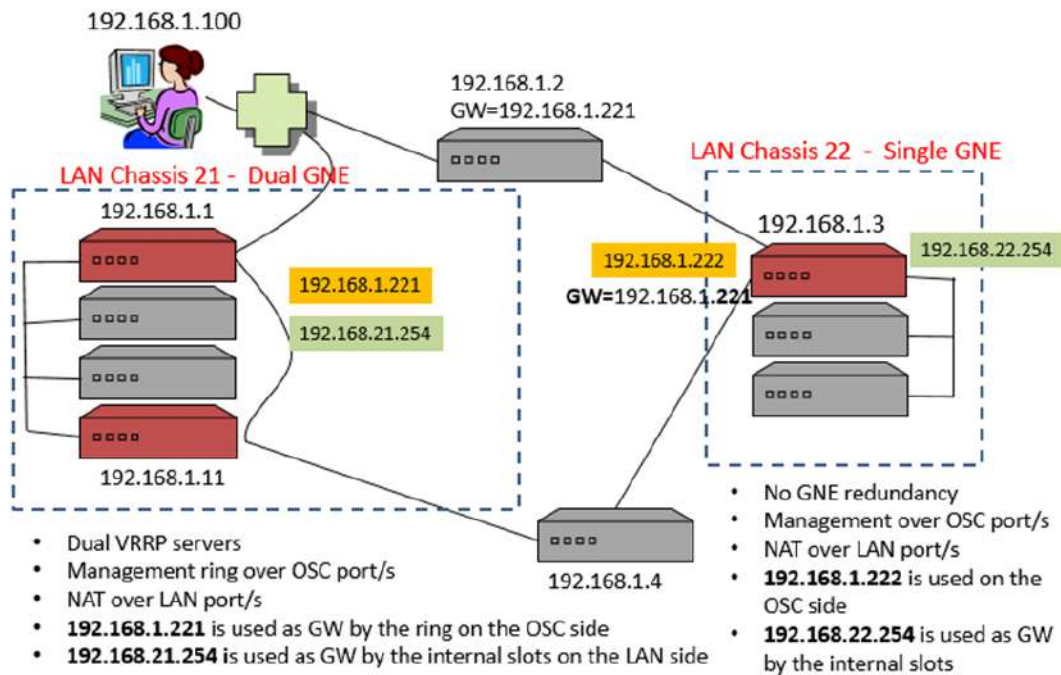 192.168.1.100
192.168.1.2
GW=192.168.1.221
LAN Chassis 21 - Dual GNE
LAN Chassis 22 - Single GNE
192.168.1.1
192.168.1.3
192.168.22.254
192.168.1.221
192.168.1.222
GW=192.168.1.221
192.168.21.254
192.168.1.11
192.168.1.4
• Dual VRRP servers
• Management ring over OSC port/s
• NAT over LAN port/s
• 192.168.1.221 is used as GW by the ring on the OSC side
• 192.168.21.254 is used as GW by the internal slots on the LAN side
• No GNE redundancy
• Management over OSC port/s
• NAT over LAN port/s
• 192.168.1.222 is used on the
OSC side
• 192.168.22.254 is used as GW
by the internal slots